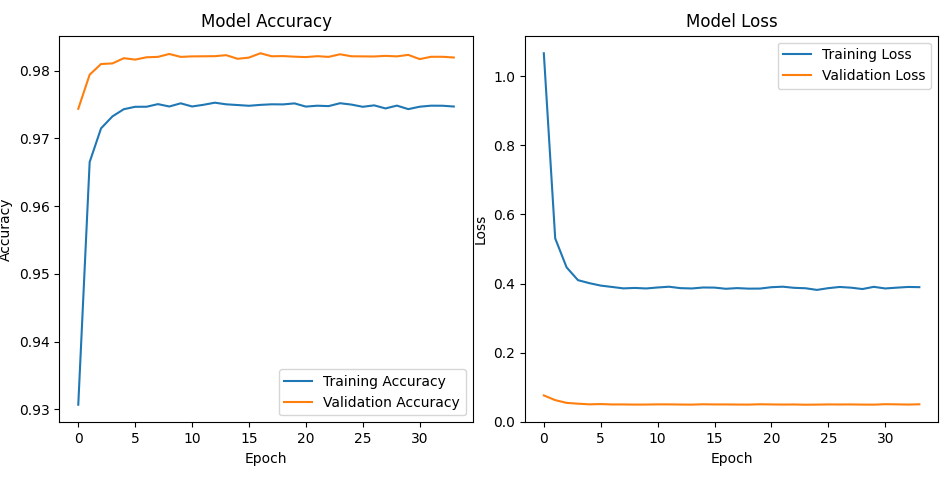 Model Accuracy
Accuracy
0.98
0.97
0.96
0.95
0.94
0.93
0 5 10 15 20 25 30
Epoch
Training Accuracy
Validation Accuracy
Model Loss
Loss
1.0
0.8
0.6
0.4
0.2
0.0
0 5 10 15 20 25 30
Epoch
Training Loss
Validation Loss